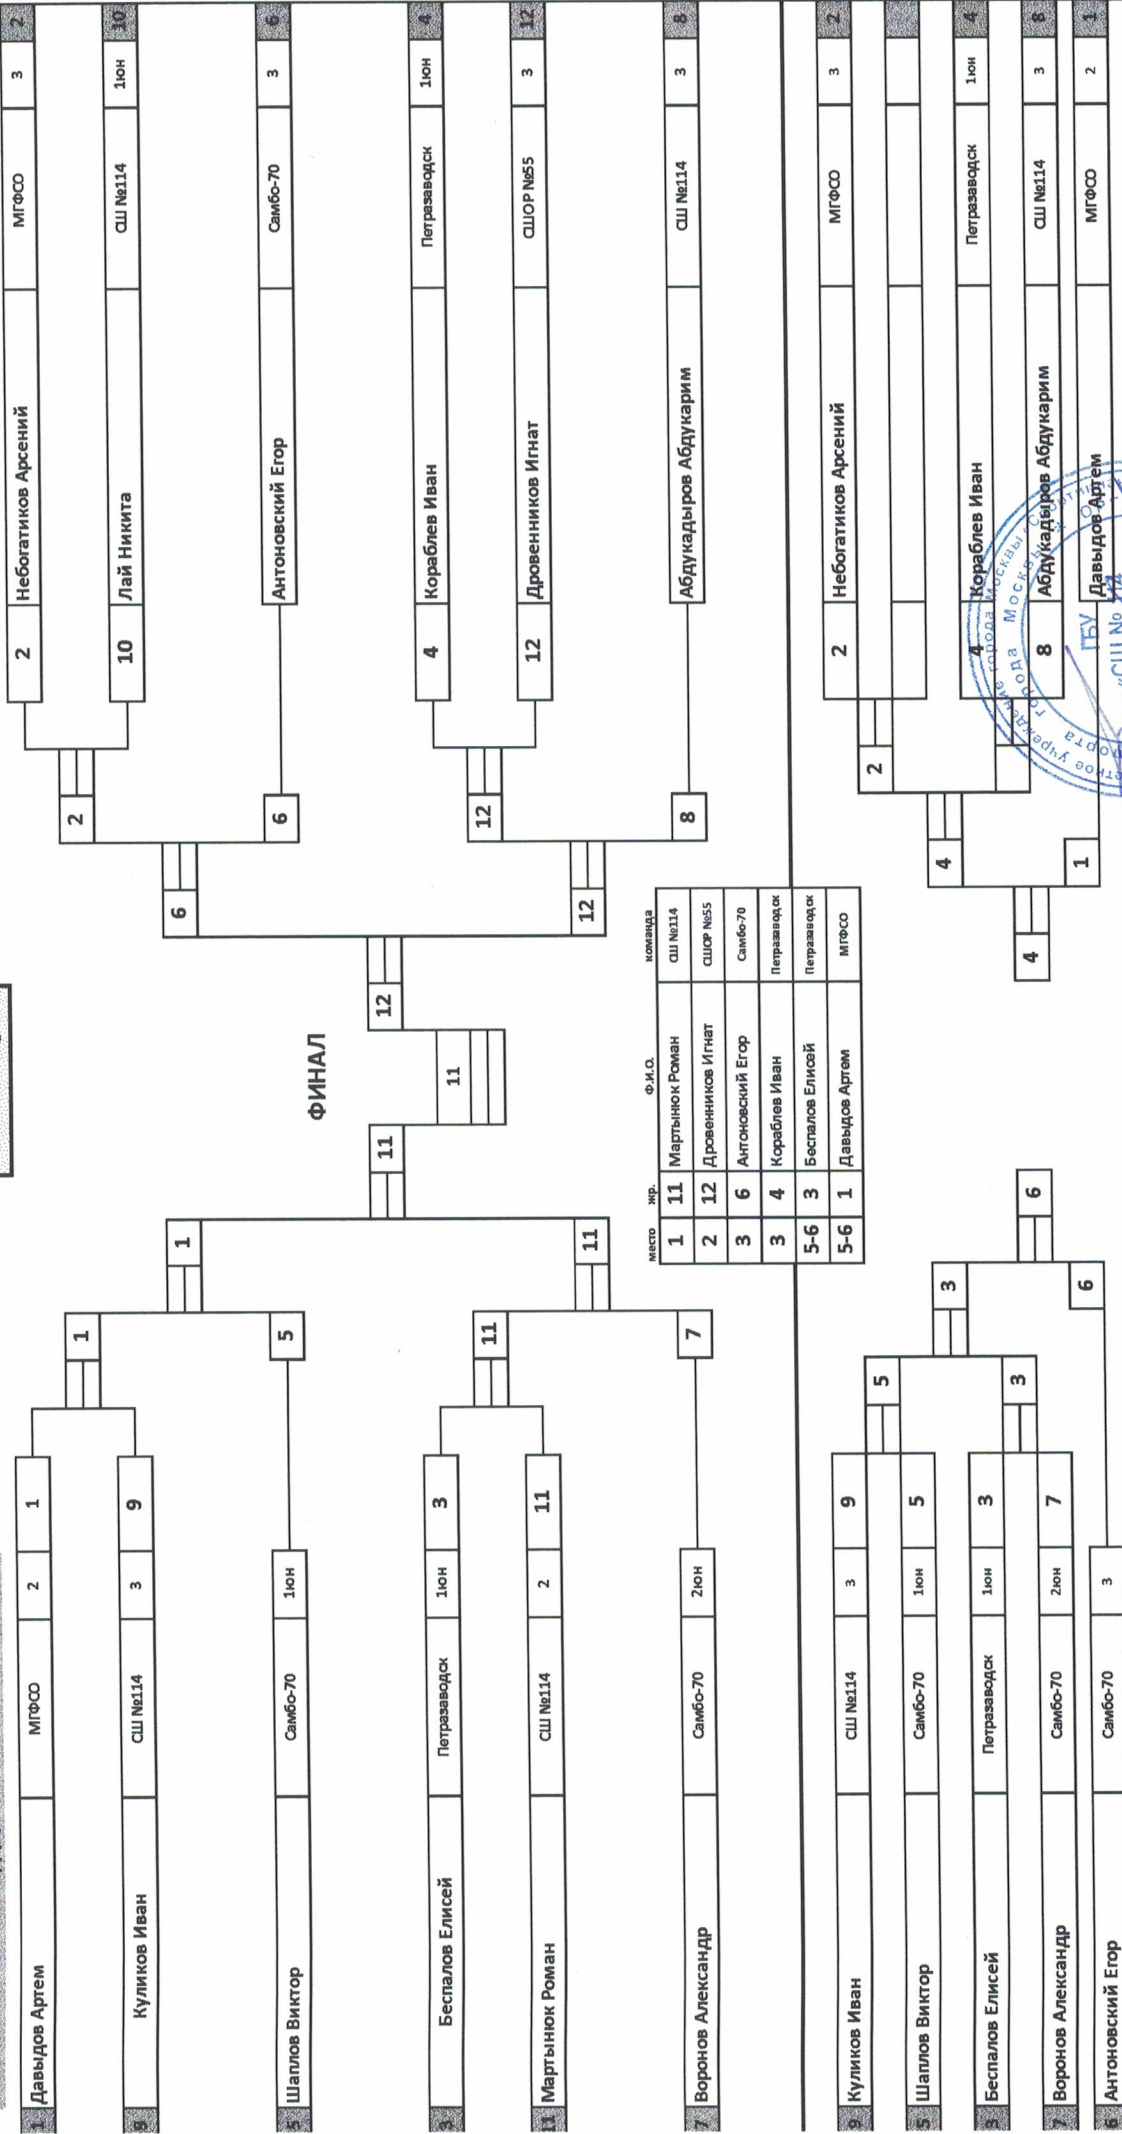 1 Давыдов Артем МГФСО 2 1
9 Куликов Иван СШ №114 3 9
1
5 Шаплов Виктор Самбо-70 1юн 5
1
3 Беспалов Елисей Петразаводск 1юн 3
11 Мартынюк Роман СШ №114 2 11
11
7 Воронов Александр Самбо-70 2юн 7
11
11
ФИНАЛ
11
12
2 Небогатиков Арсений МГФСО 3 2
10 Лай Никита СШ №114 1юн 10
2
6 Антоновский Егор Самбо-70 3 6
6
4 Кораблев Иван Петразаводск 1юн 4
12 Дровенников Игнат СШОР №55 3 12
12
8 Абдукадыров Абдукарим СШ №114 3 8
12
место жр. Ф.И.О. команда
1 11 Мартынюк Роман СШ №114
2 12 Дровенников Игнат СШОР №55
3 6 Антоновский Егор Самбо-70
3 4 Кораблев Иван Петразаводск
5-6 3 Беспалов Елисей Петразаводск
5-6 1 Давыдов Артем МГФСО
9 Куликов Иван СШ №114 3 9
5 Шаплов Виктор Самбо-70 1юн 5
5
3 Беспалов Елисей Петразаводск 1юн 3
7 Воронов Александр Самбо-70 2юн 7
3
3
6 Антоновский Егор Самбо-70 3
6
6
2 Небогатиков Арсений МГФСО 3 2
2
4 Кораблев Иван Петразаводск 1юн 4
8 Абдукадыров Абдукарим СШ №114 3 8
4
Давыдов Артем МГФСО 2 1
1
4
учреждение города Москвы
города Москвы
ГБУ
"СШ №